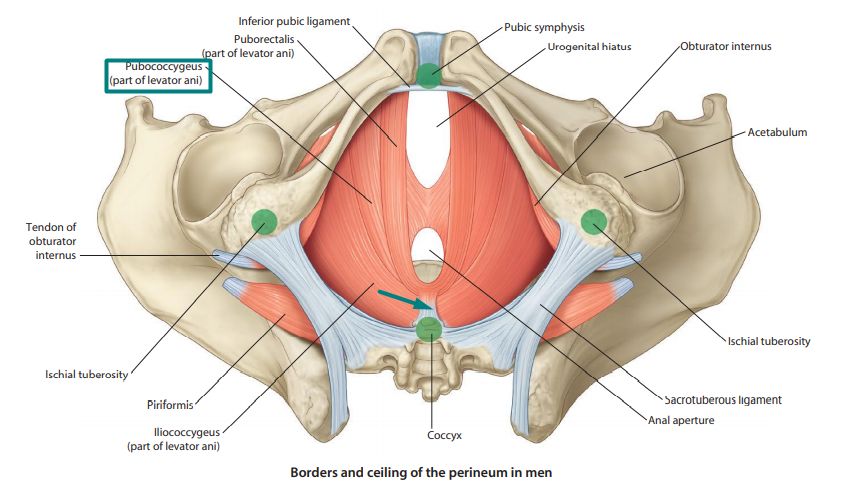 Inferior pubic ligament
Pubic symphysis
Puborectalis
(part of levator ani)
Urogenital hiatus
Obturator internus
Pubococcygeus
(part of levator ani)
Acetabulum
Tendon of
obturator
internus
Ischial tuberosity
Ischial tuberosity
Piriformis
Sacrotuberous ligament
Anal aperture
Iliococcygeus
(part of levator ani)
Coccyx
Borders and ceiling of the perineum in men